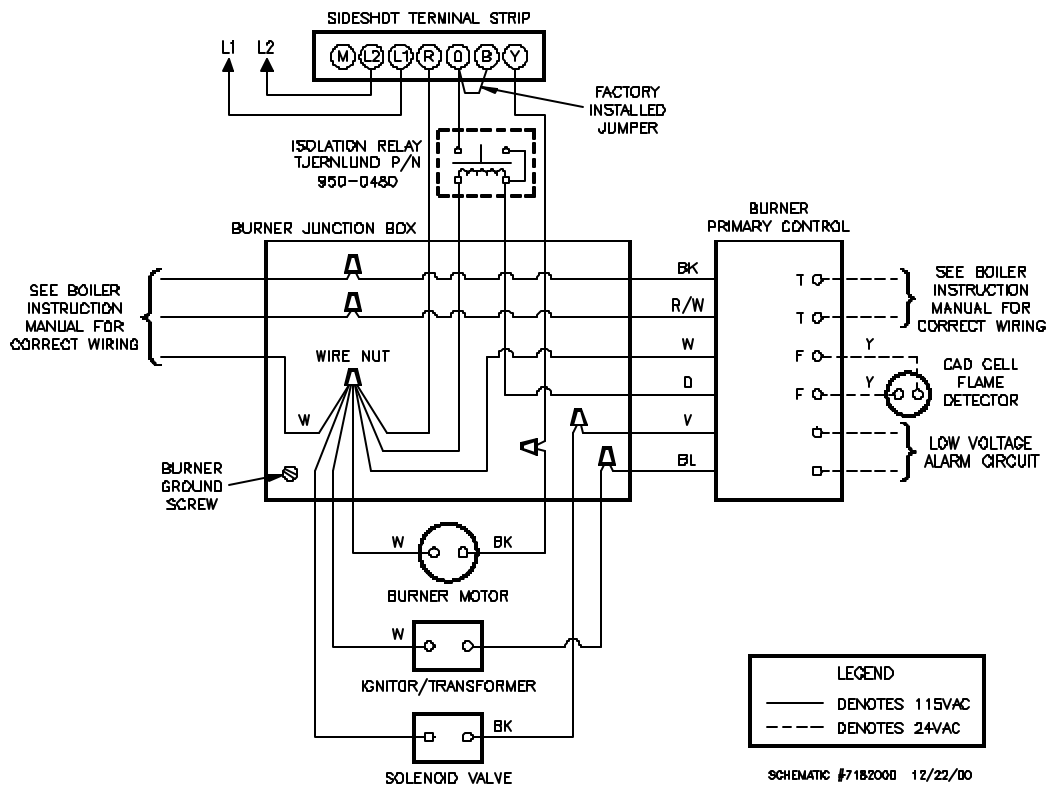 SIDESHOT TERMINAL STRIP
M L2 L1 R O B Y
L1 L2
FACTORY
INSTALLED
JUMPER
ISOLATION RELAY
TJERNLUND P/N
950-0480
BURNER JUNCTION BOX
BURNER
PRIMARY CONTROL
SEE BOILER
INSTRUCTION
MANUAL FOR
CORRECT WIRING
BK
R/W
W
O
V
BL
T
T
F
F
SEE BOILER
INSTRUCTION
MANUAL FOR
CORRECT WIRING
Y
Y
CAD CELL
FLAME
DETECTOR
LOW VOLTAGE
ALARM CIRCUIT
WIRE NUT
W
BURNER
GROUND
SCREW
W BK
BURNER MOTOR
W
IGNITOR/TRANSFORMER
BK
SOLENOID VALVE
LEGEND
DENOTES 115VAC
DENOTES 24VAC
SCHEMATIC #7182000 12/22/00